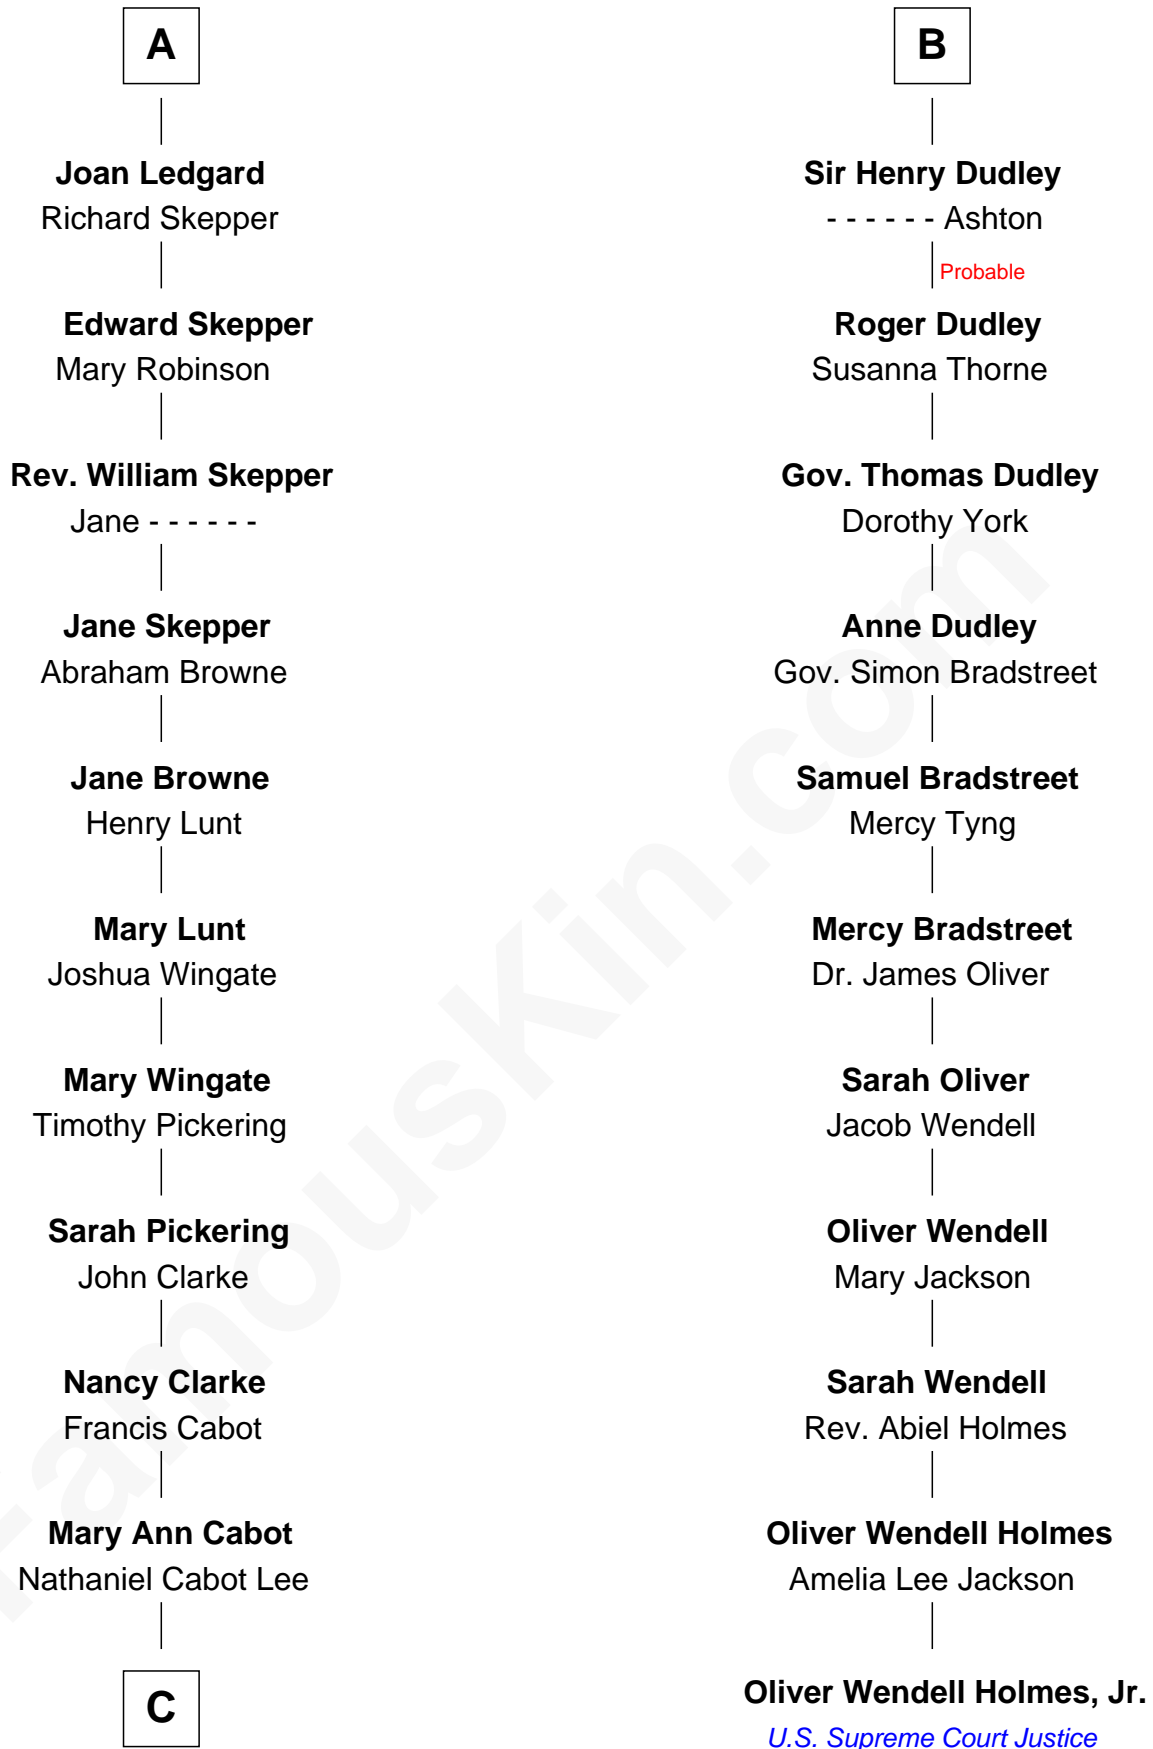 A
Joan Ledgard
Richard Skepper
Edward Skepper
Mary Robinson
Rev. William Skepper
Jane - - - - - -
Jane Skepper
Abraham Browne
Jane Browne
Henry Lunt
Mary Lunt
Joshua Wingate
Mary Wingate
Timothy Pickering
Sarah Pickering
John Clarke
Nancy Clarke
Francis Cabot
Mary Ann Cabot
Nathaniel Cabot Lee
C
B
Sir Henry Dudley
- - - - - - Ashton
Probable
Roger Dudley
Susanna Thorne
Gov. Thomas Dudley
Dorothy York
Anne Dudley
Gov. Simon Bradstreet
Samuel Bradstreet
Mercy Tyng
Mercy Bradstreet
Dr. James Oliver
Sarah Oliver
Jacob Wendell
Oliver Wendell
Mary Jackson
Sarah Wendell
Rev. Abiel Holmes
Oliver Wendell Holmes
Amelia Lee Jackson
Oliver Wendell Holmes, Jr.
U.S. Supreme Court Justice
FamousKin.com